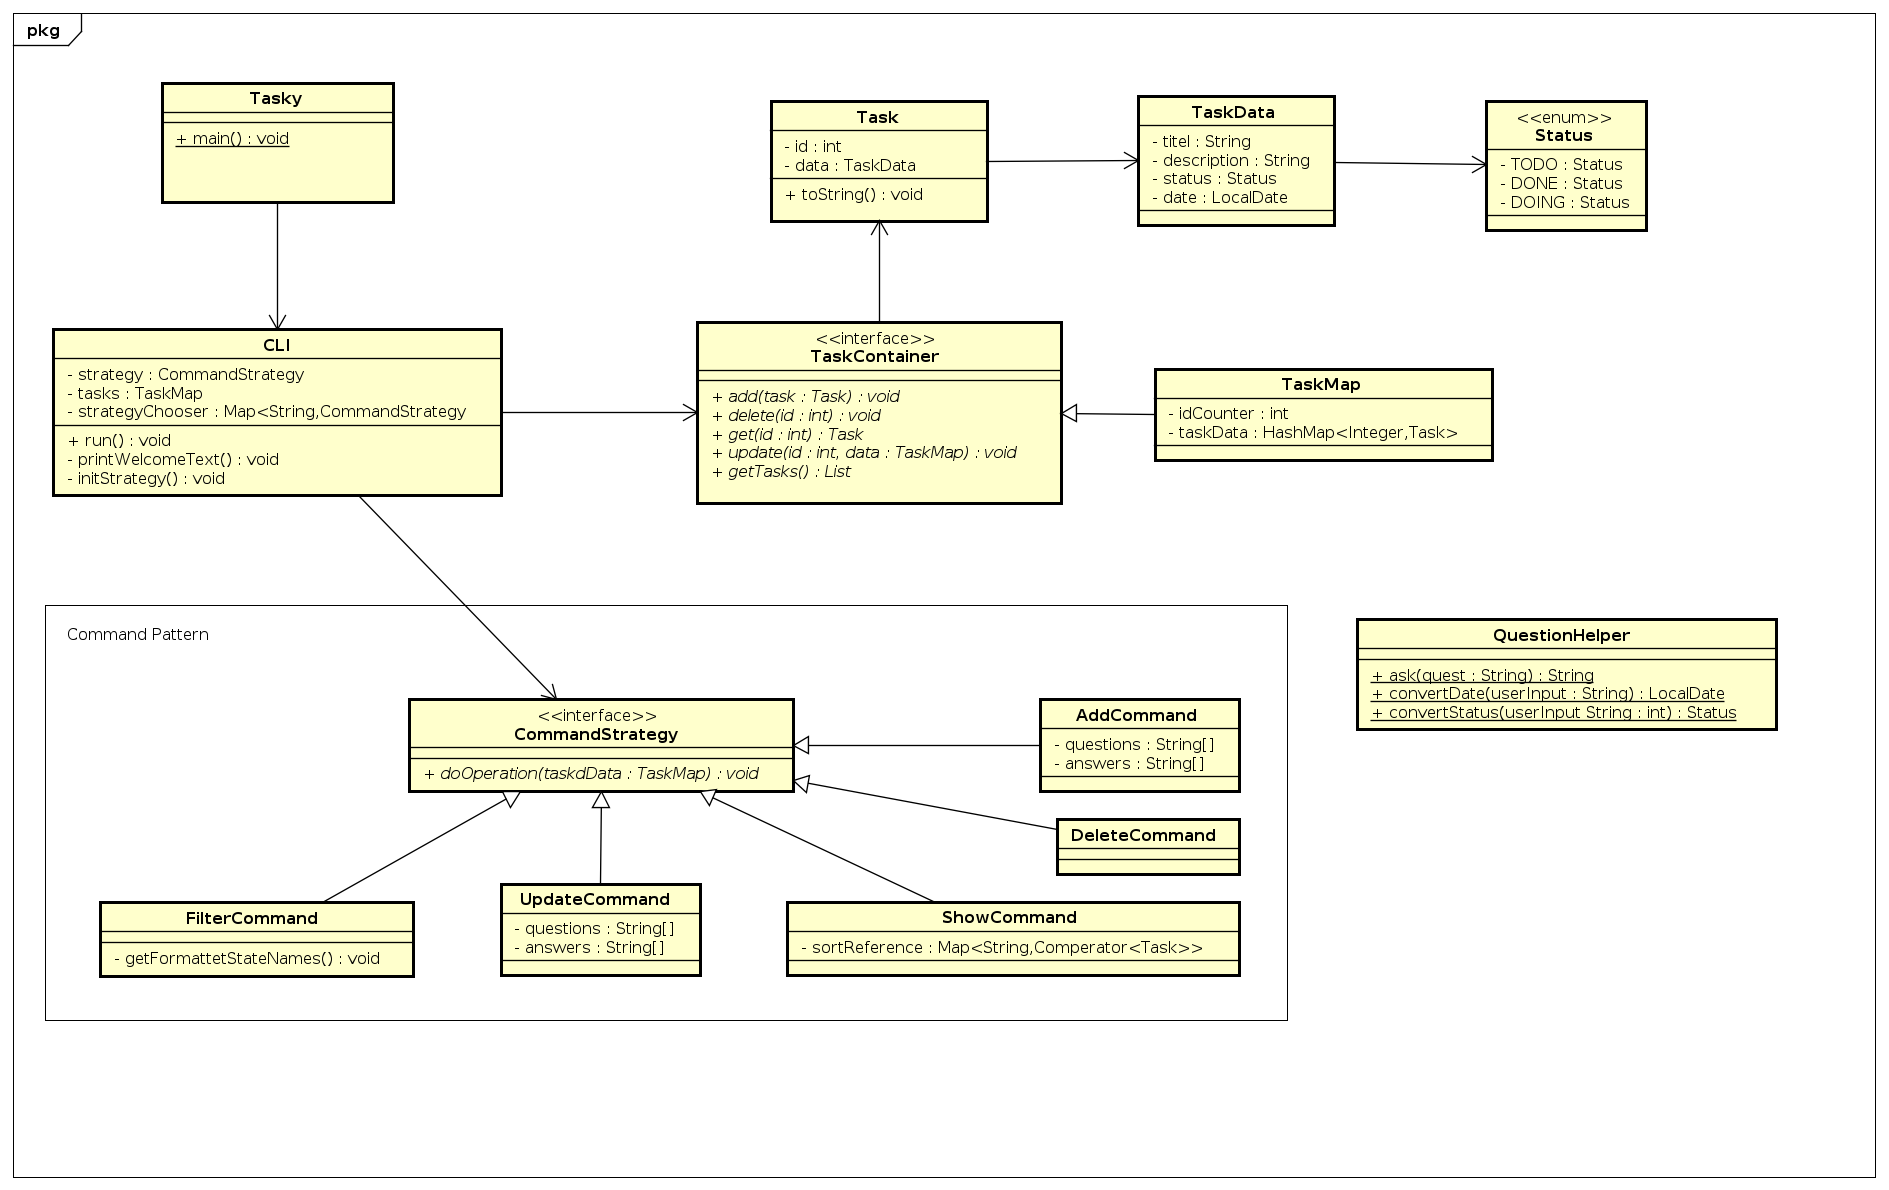 pkg
Tasky
+ main() : void
Task
- id : int
- data : TaskData
+ toString() : void
TaskData
- titel : String
- description : String
- status : Status
- date : LocalDate
<<enum>>
Status
- TODO : Status
- DONE : Status
- DOING : Status
CLI
- strategy : CommandStrategy
- tasks : TaskMap
- strategyChooser : Map<String,CommandStrategy
+ run() : void
- printWelcomeText() : void
- initStrategy() : void
<<interface>>
TaskContainer
+ add(task : Task) : void
+ delete(id : int) : void
+ get(id : int) : Task
+ update(id : int, data : TaskMap) : void
+ getTasks() : List
TaskMap
- idCounter : int
- taskData : HashMap<Integer,Task>
Command Pattern
<<interface>>
CommandStrategy
+ doOperation(taskdData : TaskMap) : void
AddCommand
- questions : String[]
- answers : String[]
DeleteCommand
FilterCommand
- getFormattetStateNames() : void
UpdateCommand
- questions : String[]
- answers : String[]
ShowCommand
- sortReference : Map<String,Comperator<Task>>
QuestionHelper
+ ask(quest : String) : String
+ convertDate(userInput : String) : LocalDate
+ convertStatus(userInput String : int) : Status